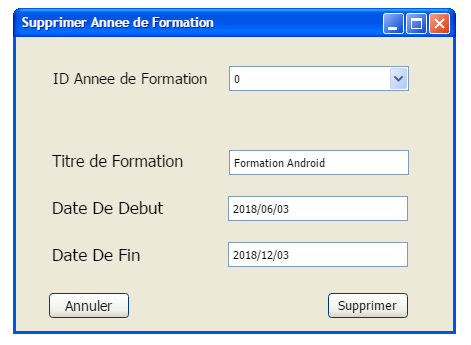 Supprimer Annee de Formation
ID Annee de Formation 0
Titre de Formation Formation Android
Date De Debut 2018/06/03
Date De Fin 2018/12/03
Annuler Supprimer